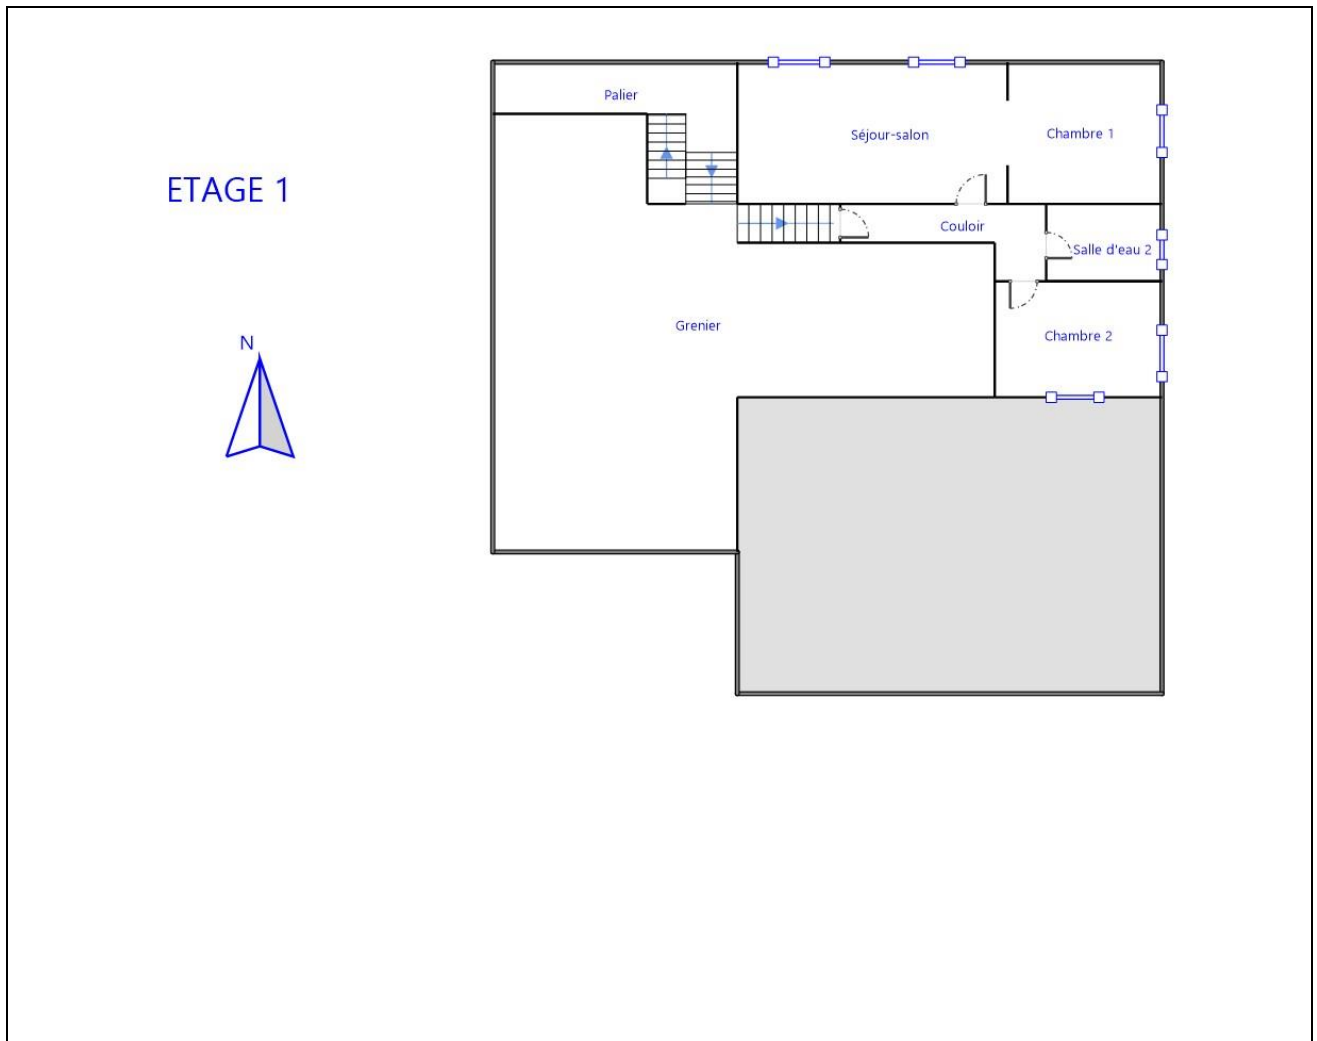 Palier
Séjour-salon
Chambre 1
ETAGE 1
Couloir
Salle d'eau 2
Grenier
Chambre 2
N